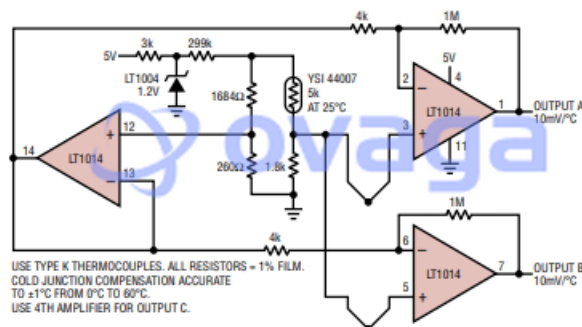 4k
1M
3k
299k
5V
LT1004
1.2V
1684Ω
YSI 44007
5k
AT 25°C
5V
2
4
LT1014
1
OUTPUT A
10mV/°C
3
11
12
14
LT1014
13
260Ω
1.8k
ovaga
4k
1M
6
LT1014
7
OUTPUT B
10mV/°C
5
USE TYPE K THERMOCOUPLES. ALL RESISTORS = 1% FILM.
COLD JUNCTION COMPENSATION ACCURATE
TO ±1°C FROM 0°C TO 60°C.
USE 4TH AMPLIFIER FOR OUTPUT C.